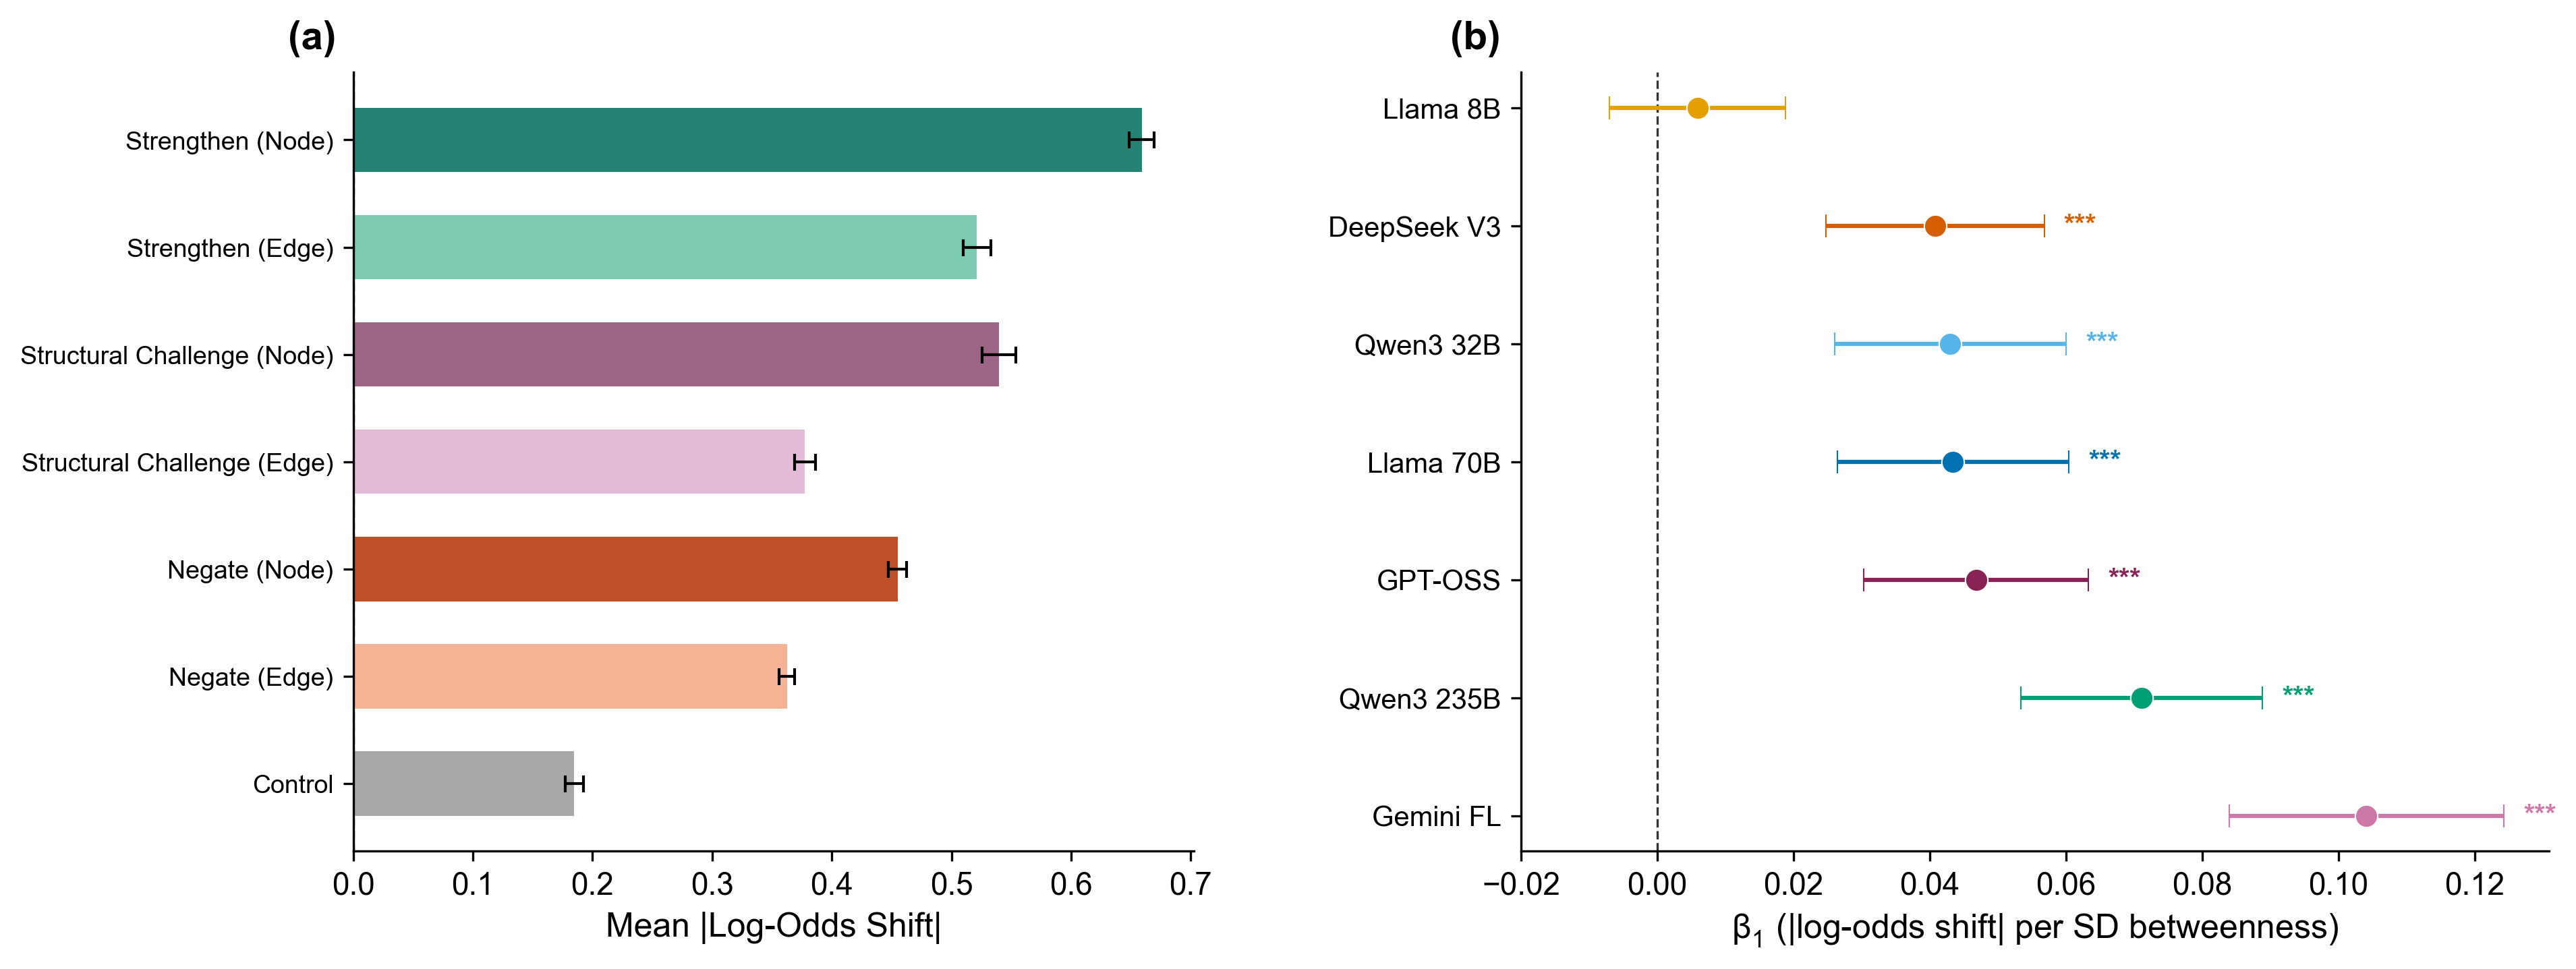 (a)
Strengthen (Node)
Strengthen (Edge)
Structural Challenge (Node)
Structural Challenge (Edge)
Negate (Node)
Negate (Edge)
Control
0.0 0.1 0.2 0.3 0.4 0.5 0.6 0.7
Mean |Log-Odds Shift|
(b)
Llama 8B
DeepSeek V3 ***
Qwen3 32B ***
Llama 70B ***
GPT-OSS ***
Qwen3 235B ***
Gemini FL ***
−0.02 0.00 0.02 0.04 0.06 0.08 0.10 0.12
β₁ (|log-odds shift| per SD betweenness)